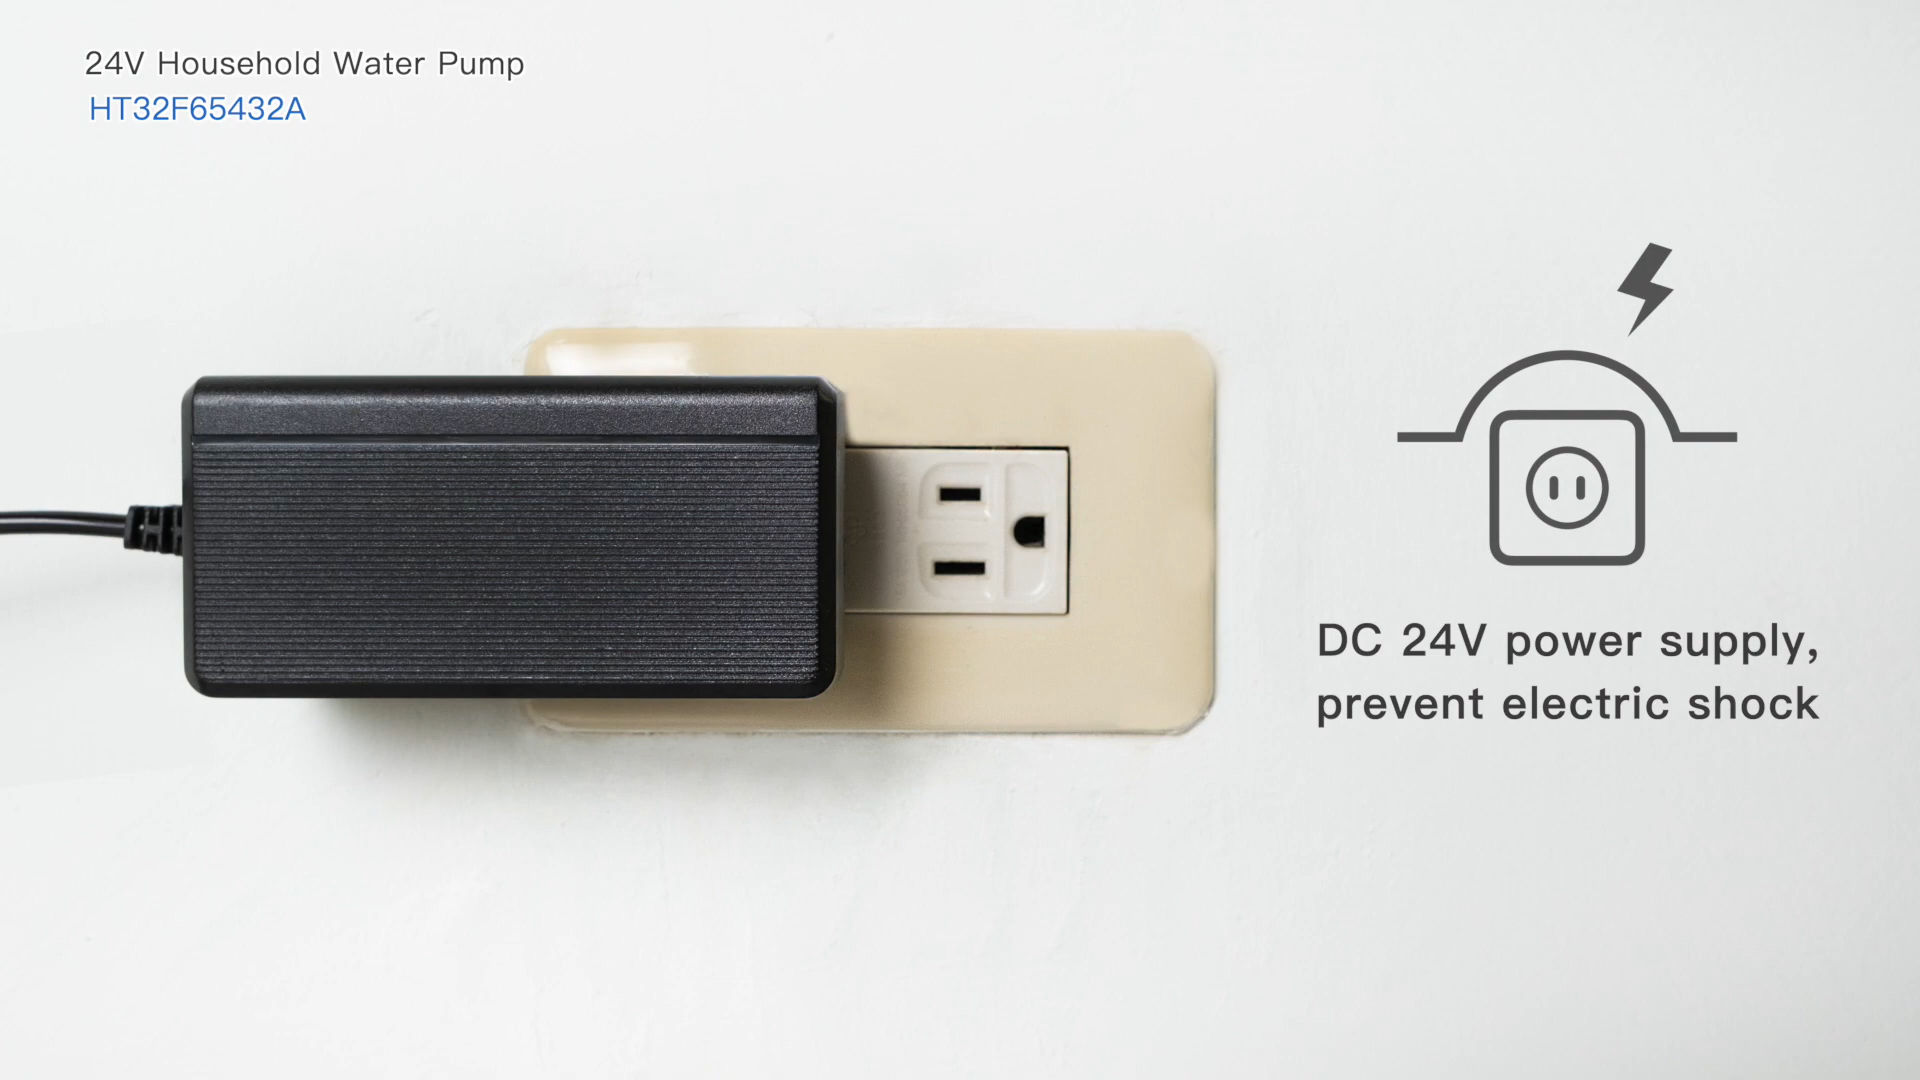 24V Household Water Pump
HT32F65432A
DC 24V power supply,
prevent electric shock